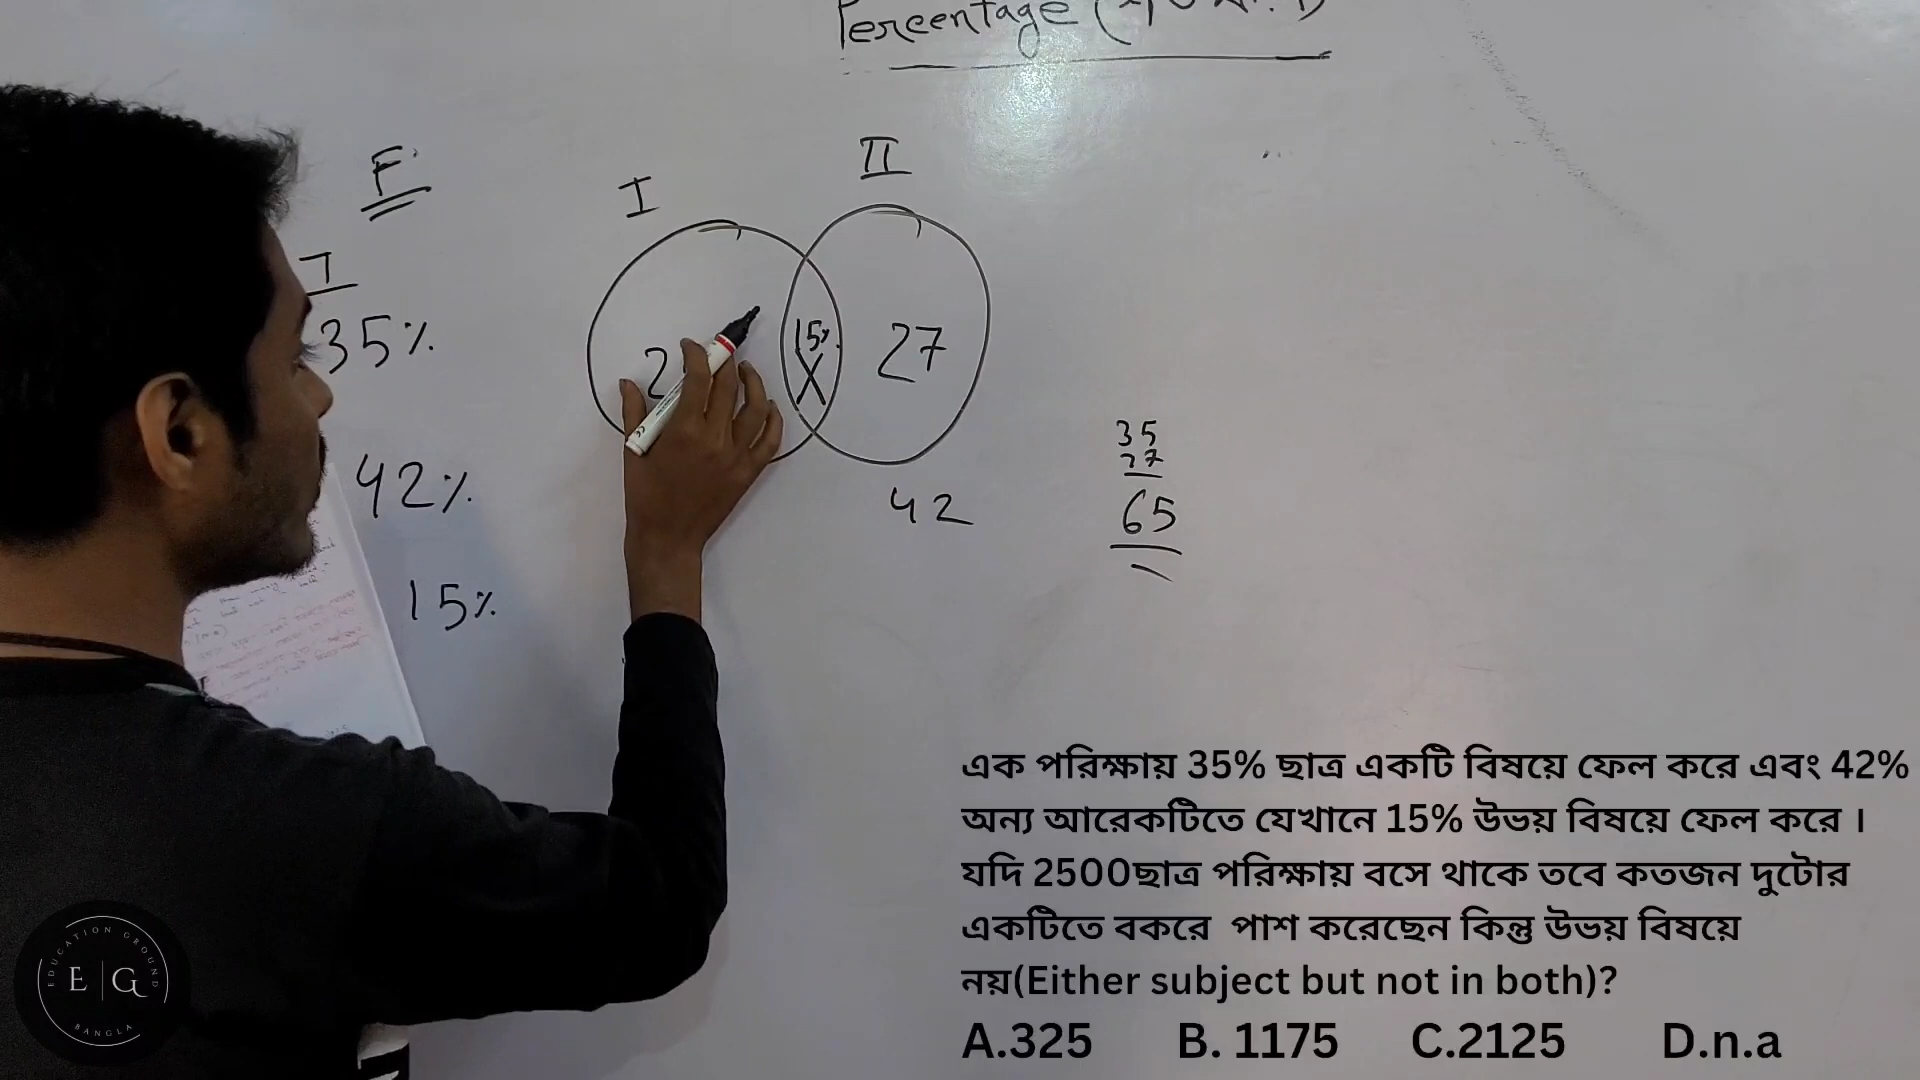 Percentage
F
I
II
I
35%
15%
27
2
X
42%
42
35
27
65
15%
এক পরিক্ষায় 35% ছাত্র একটি বিষয়ে ফেল করে এবং 42%
অন্য আরেকটিতে যেখানে 15% উভয় বিষয়ে ফেল করে ।
যদি 2500ছাত্র পরিক্ষায় বসে থাকে তবে কতজন দুটোর
একটিতে বকরে পাশ করেছেন কিন্তু উভয় বিষয়ে
নয়(Either subject but not in both)?
A.325 B. 1175 C.2125 D.n.a
EDUCATION GROUND
E|G
BANGLA